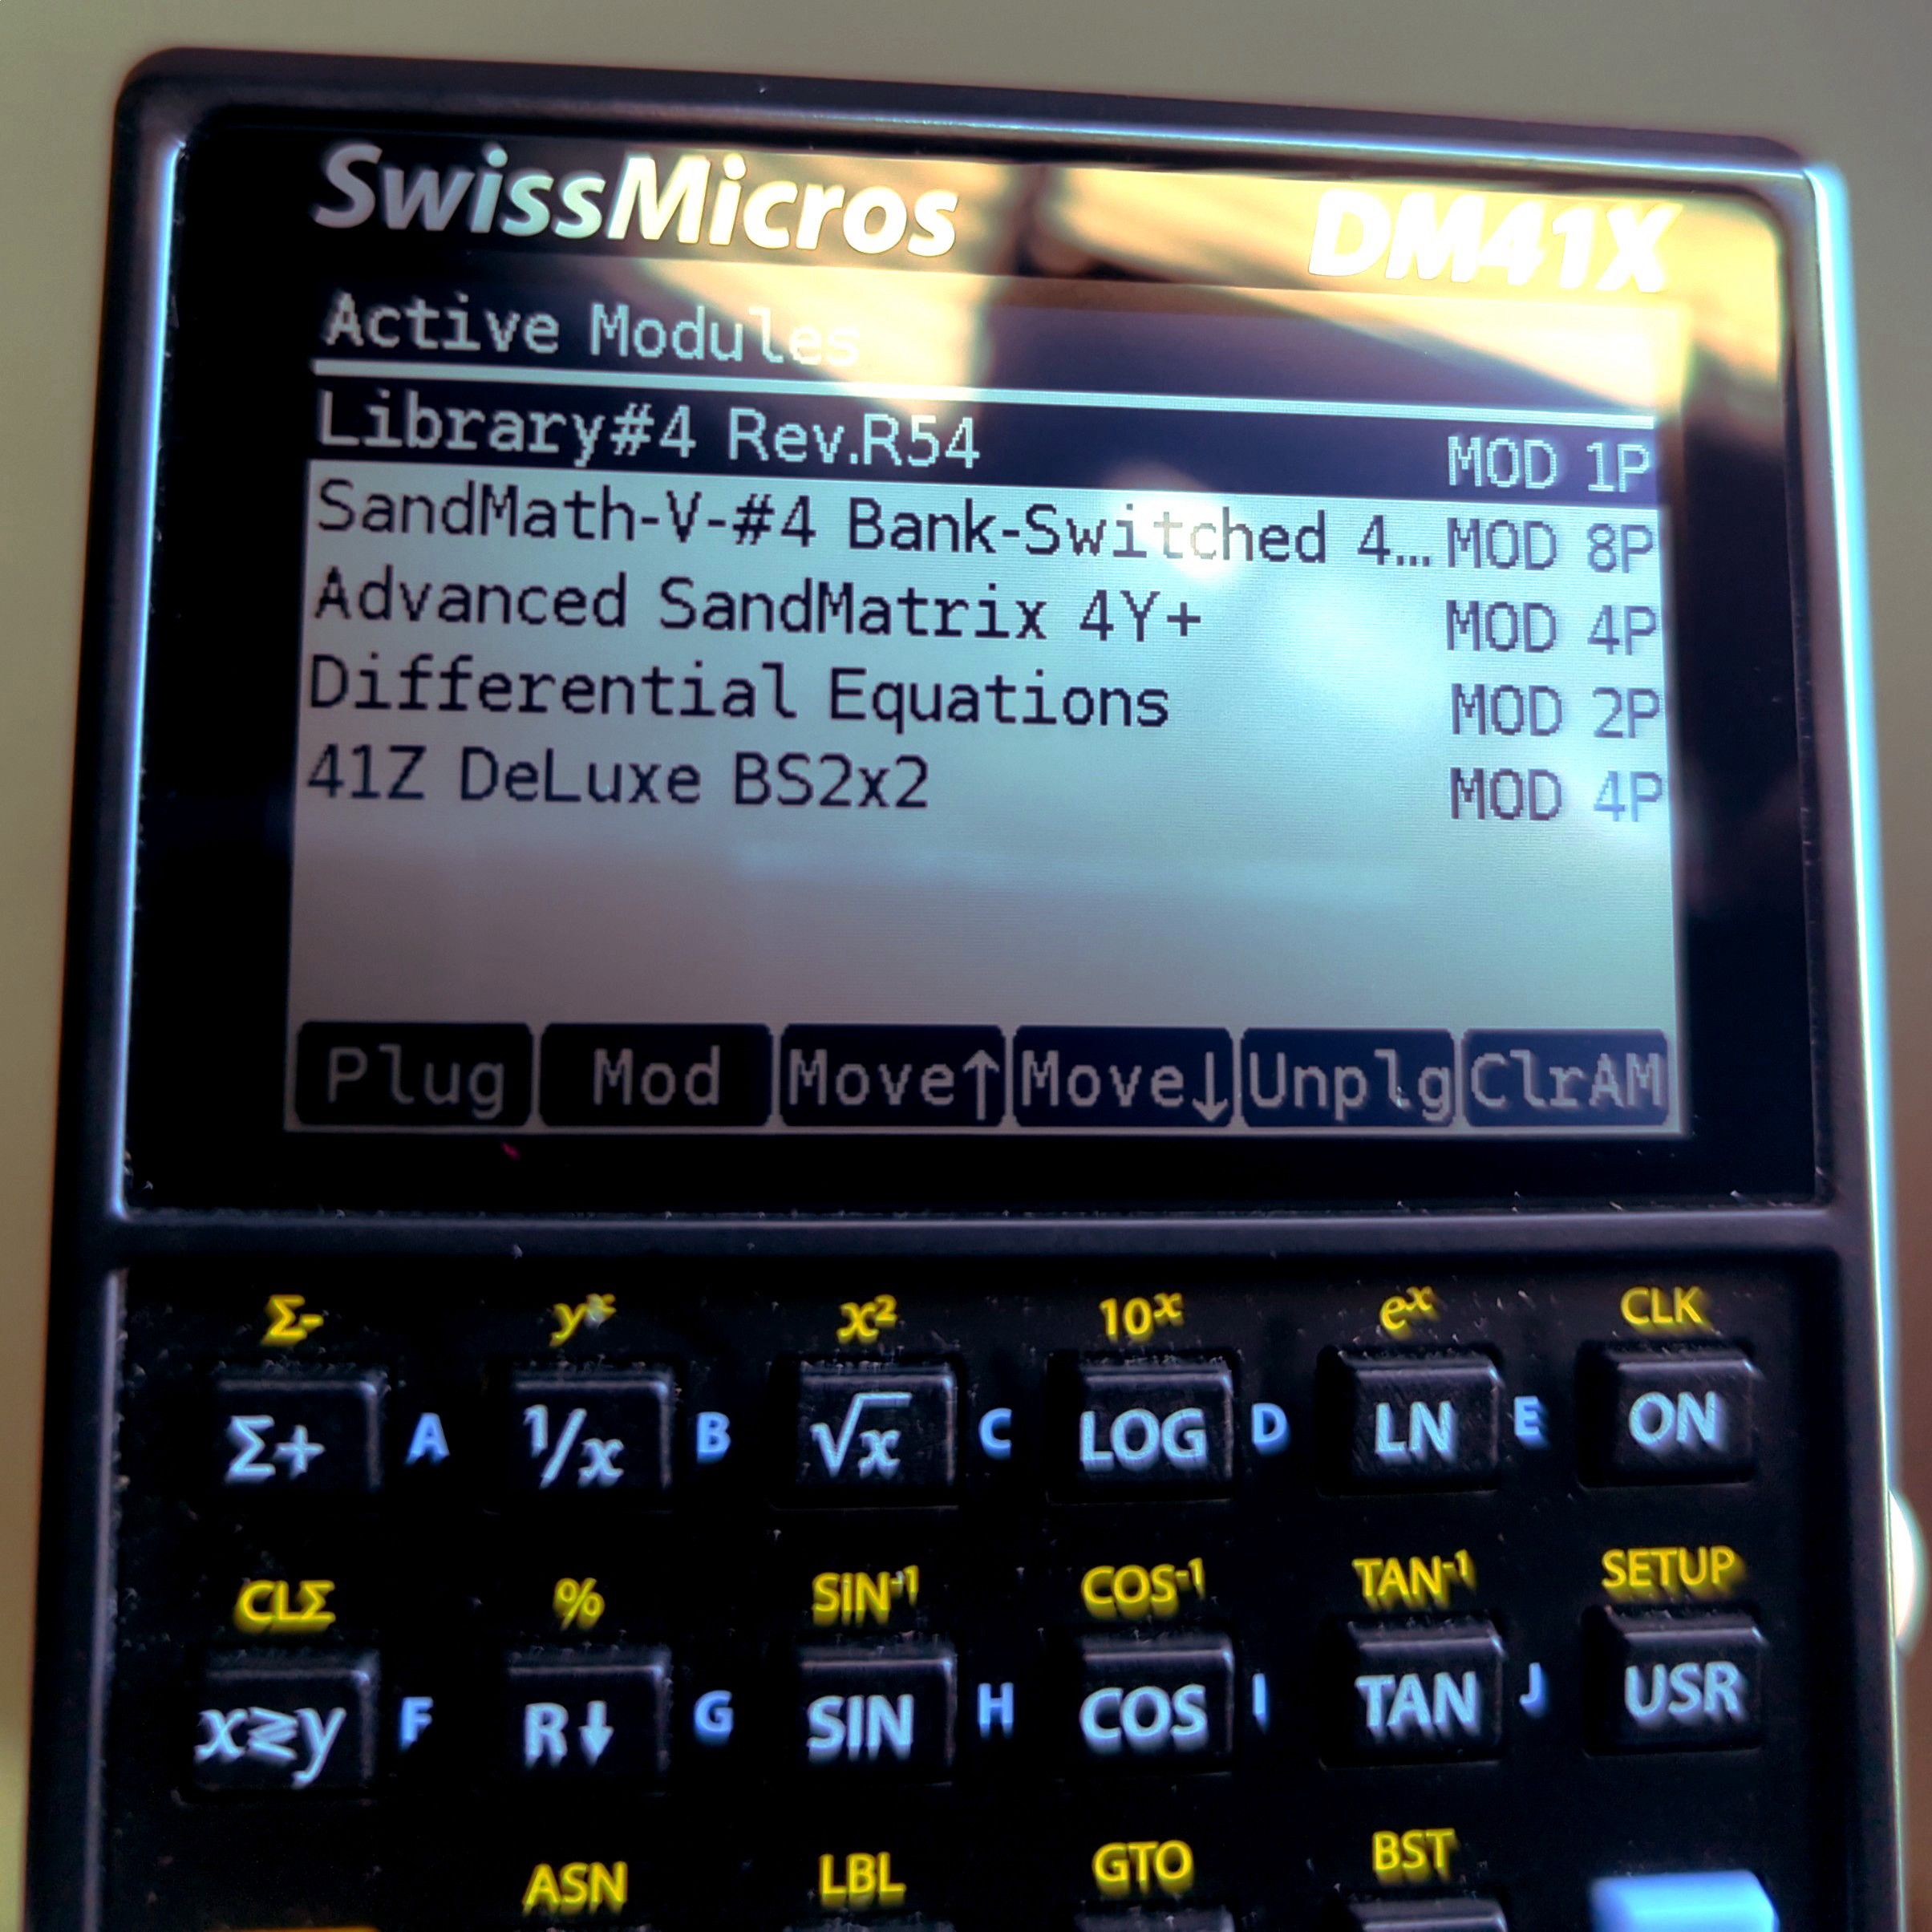 SwissMicros DM41X
Active Modules
Library#4 Rev.R54 MOD 1P
SandMath-V-#4 Bank-Switched 4… MOD 8P
Advanced SandMatrix 4Y+ MOD 4P
Differential Equations MOD 2P
41Z DeLuxe BS2x2 MOD 4P
Plug Mod Move↑ Move↓ Unplg ClrAM
Σ- yˣ x² 10ˣ eˣ CLK
Σ+ A 1/x B √x C LOG D LN E ON
CLΣ % SIN⁻¹ COS⁻¹ TAN⁻¹ SETUP
x≷y F R↓ G SIN H COS I TAN J USR
ASN LBL GTO BST